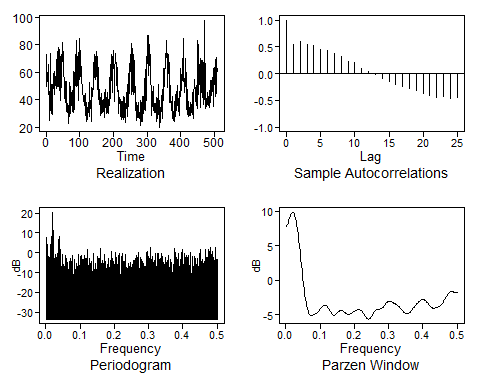 100
80
60
40
20
0 100 200 300 400 500
Time
Realization
1.0
0.5
0.0
-0.5
-1.0
0 5 10 15 20 25
Lag
Sample Autocorrelations
20
10
0
-10
-20
-30
dB
0.0 0.1 0.2 0.3 0.4 0.5
Frequency
Periodogram
10
5
0
-5
dB
0.0 0.1 0.2 0.3 0.4 0.5
Frequency
Parzen Window